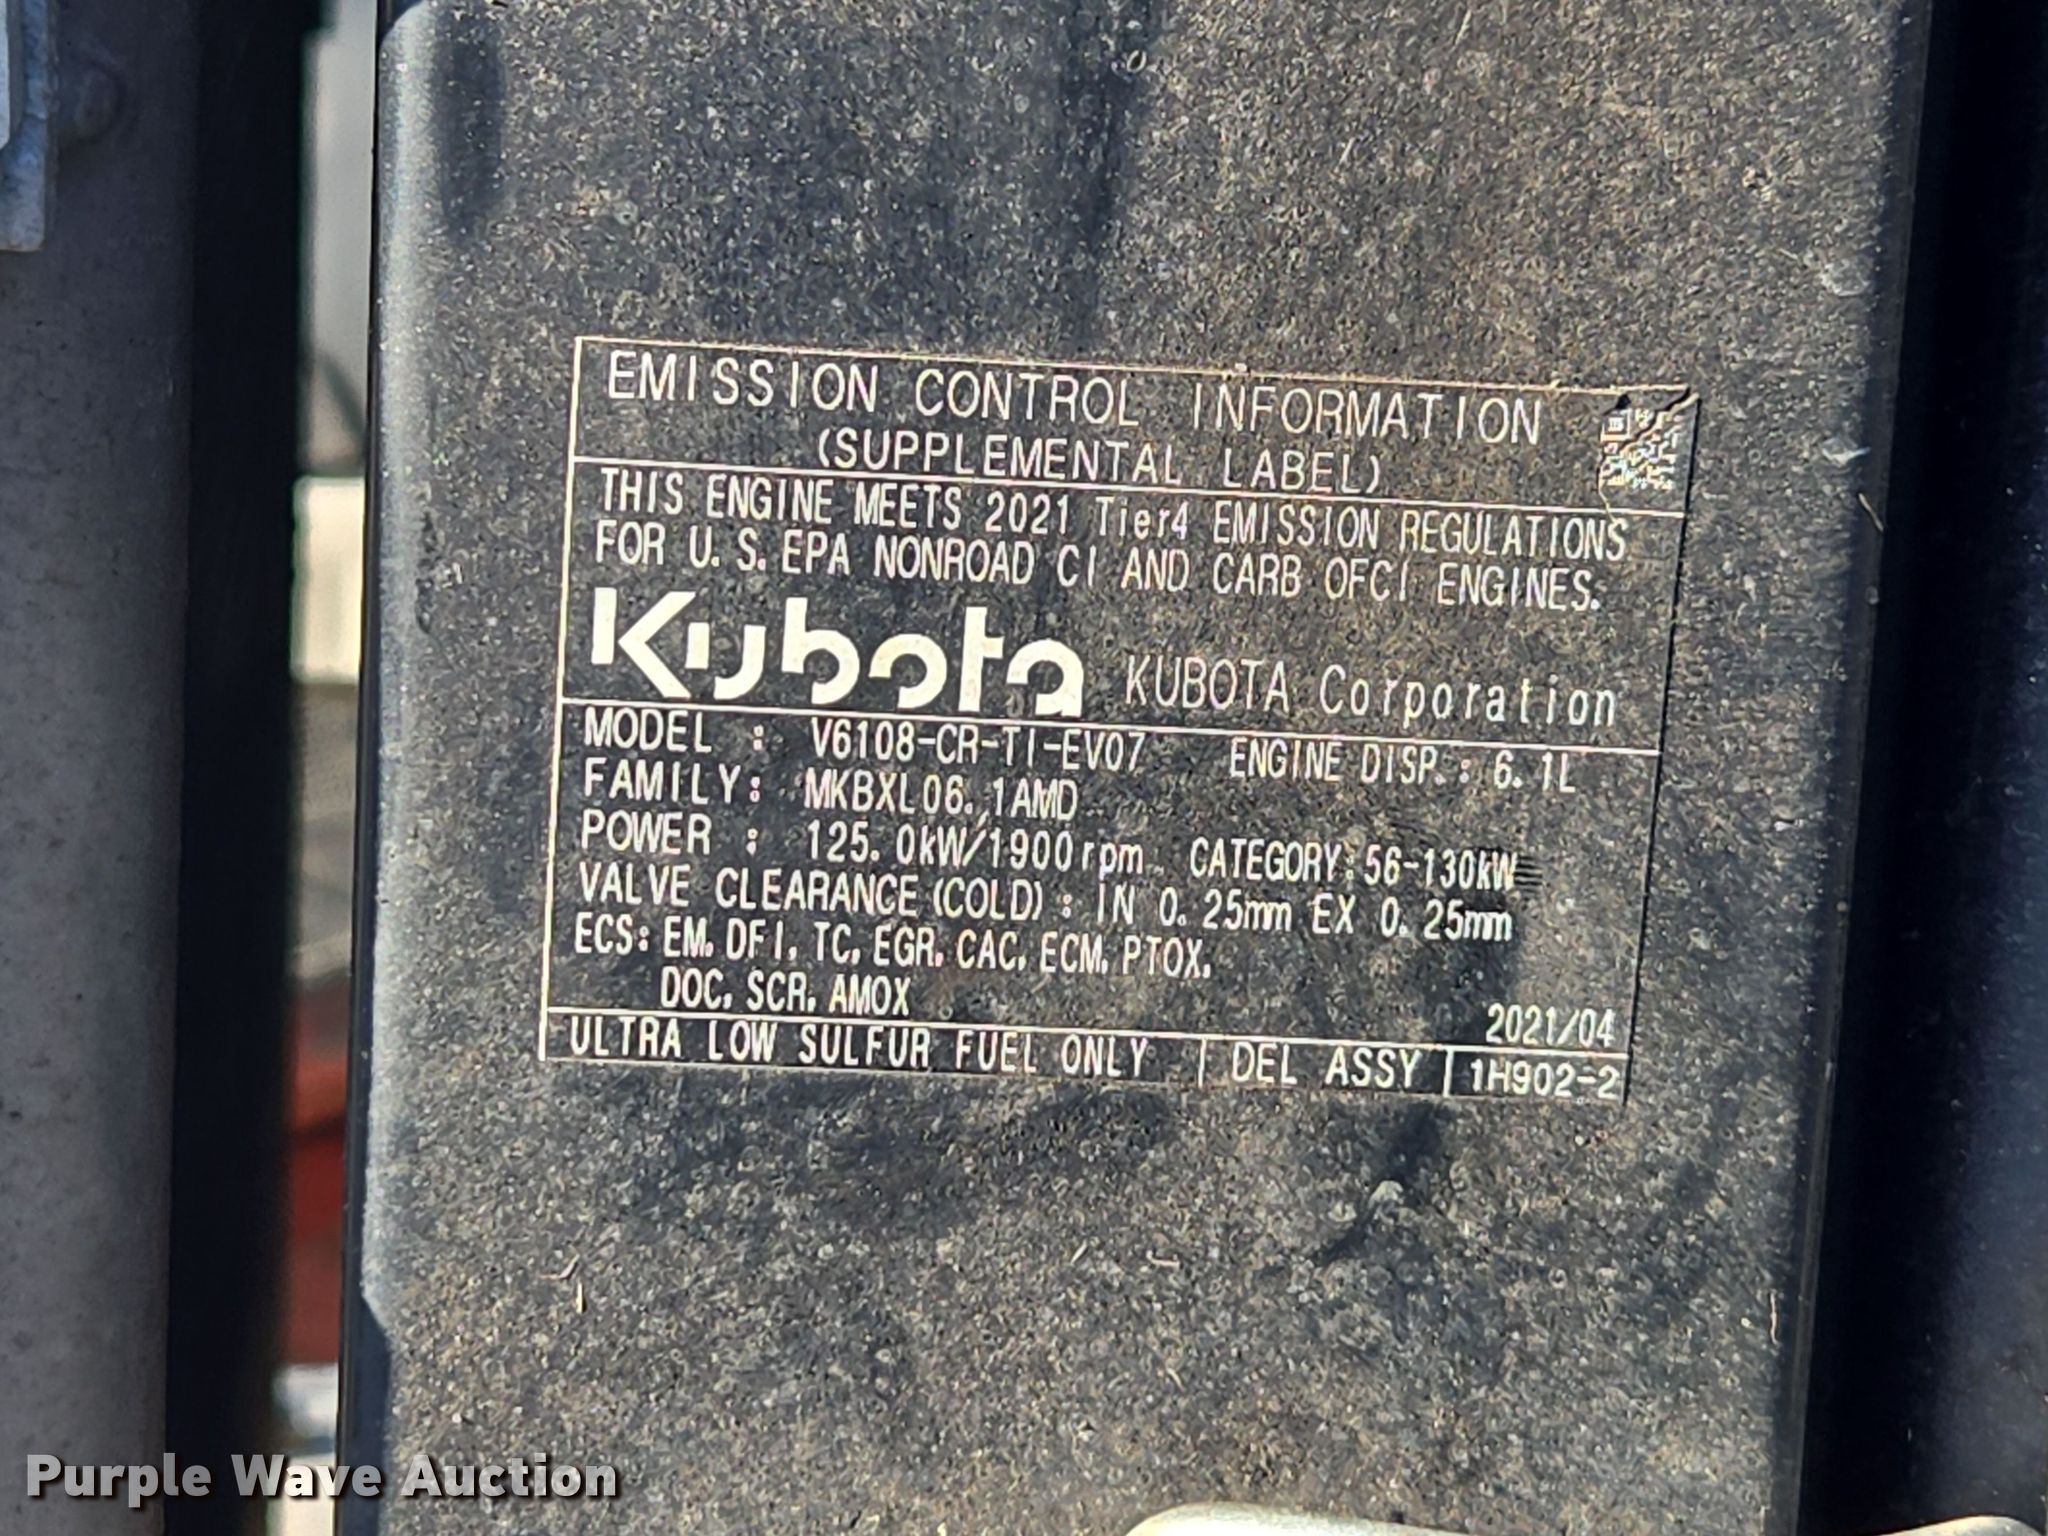 EMISSION CONTROL INFORMATION
(SUPPLEMENTAL LABEL)
THIS ENGINE MEETS 2021 Tier4 EMISSION REGULATIONS
FOR U.S.EPA NONROAD CI AND CARB OFCI ENGINES.
Kubota KUBOTA Corporation
MODEL : V6108-CR-TI-EV07 ENGINE DISP.: 6.1L
FAMILY: MKBXL06.1AMD
POWER : 125.0kW/1900rpm CATEGORY:56-130kW
VALVE CLEARANCE(COLD): IN 0.25mm EX 0.25mm
ECS: EM, DFI, TC, EGR, CAC, ECM, PTOX,
DOC, SCR, AMOX
2021/04
ULTRA LOW SULFUR FUEL ONLY | DEL ASSY | 1H902-2
Purple Wave Auction